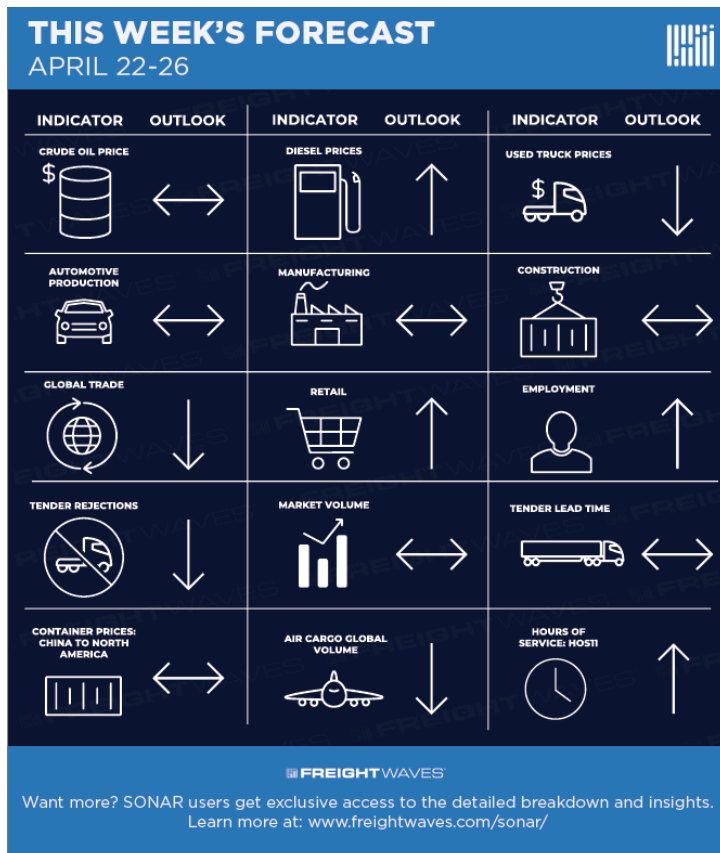 THIS WEEK'S FORECAST
APRIL 22-26
INDICATOR OUTLOOK INDICATOR OUTLOOK INDICATOR OUTLOOK
CRUDE OIL PRICE
$
DIESEL PRICES
USED TRUCK PRICES
$
AUTOMOTIVE
PRODUCTION
MANUFACTURING
CONSTRUCTION
GLOBAL TRADE
RETAIL
EMPLOYMENT
TENDER REJECTIONS
MARKET VOLUME
TENDER LEAD TIME
CONTAINER PRICES:
CHINA TO NORTH
AMERICA
AIR CARGO GLOBAL
VOLUME
HOURS OF
SERVICE: HOS11
FREIGHTWAVES
Want more? SONAR users get exclusive access to the detailed breakdown and insights.
Learn more at: www.freightwaves.com/sonar/